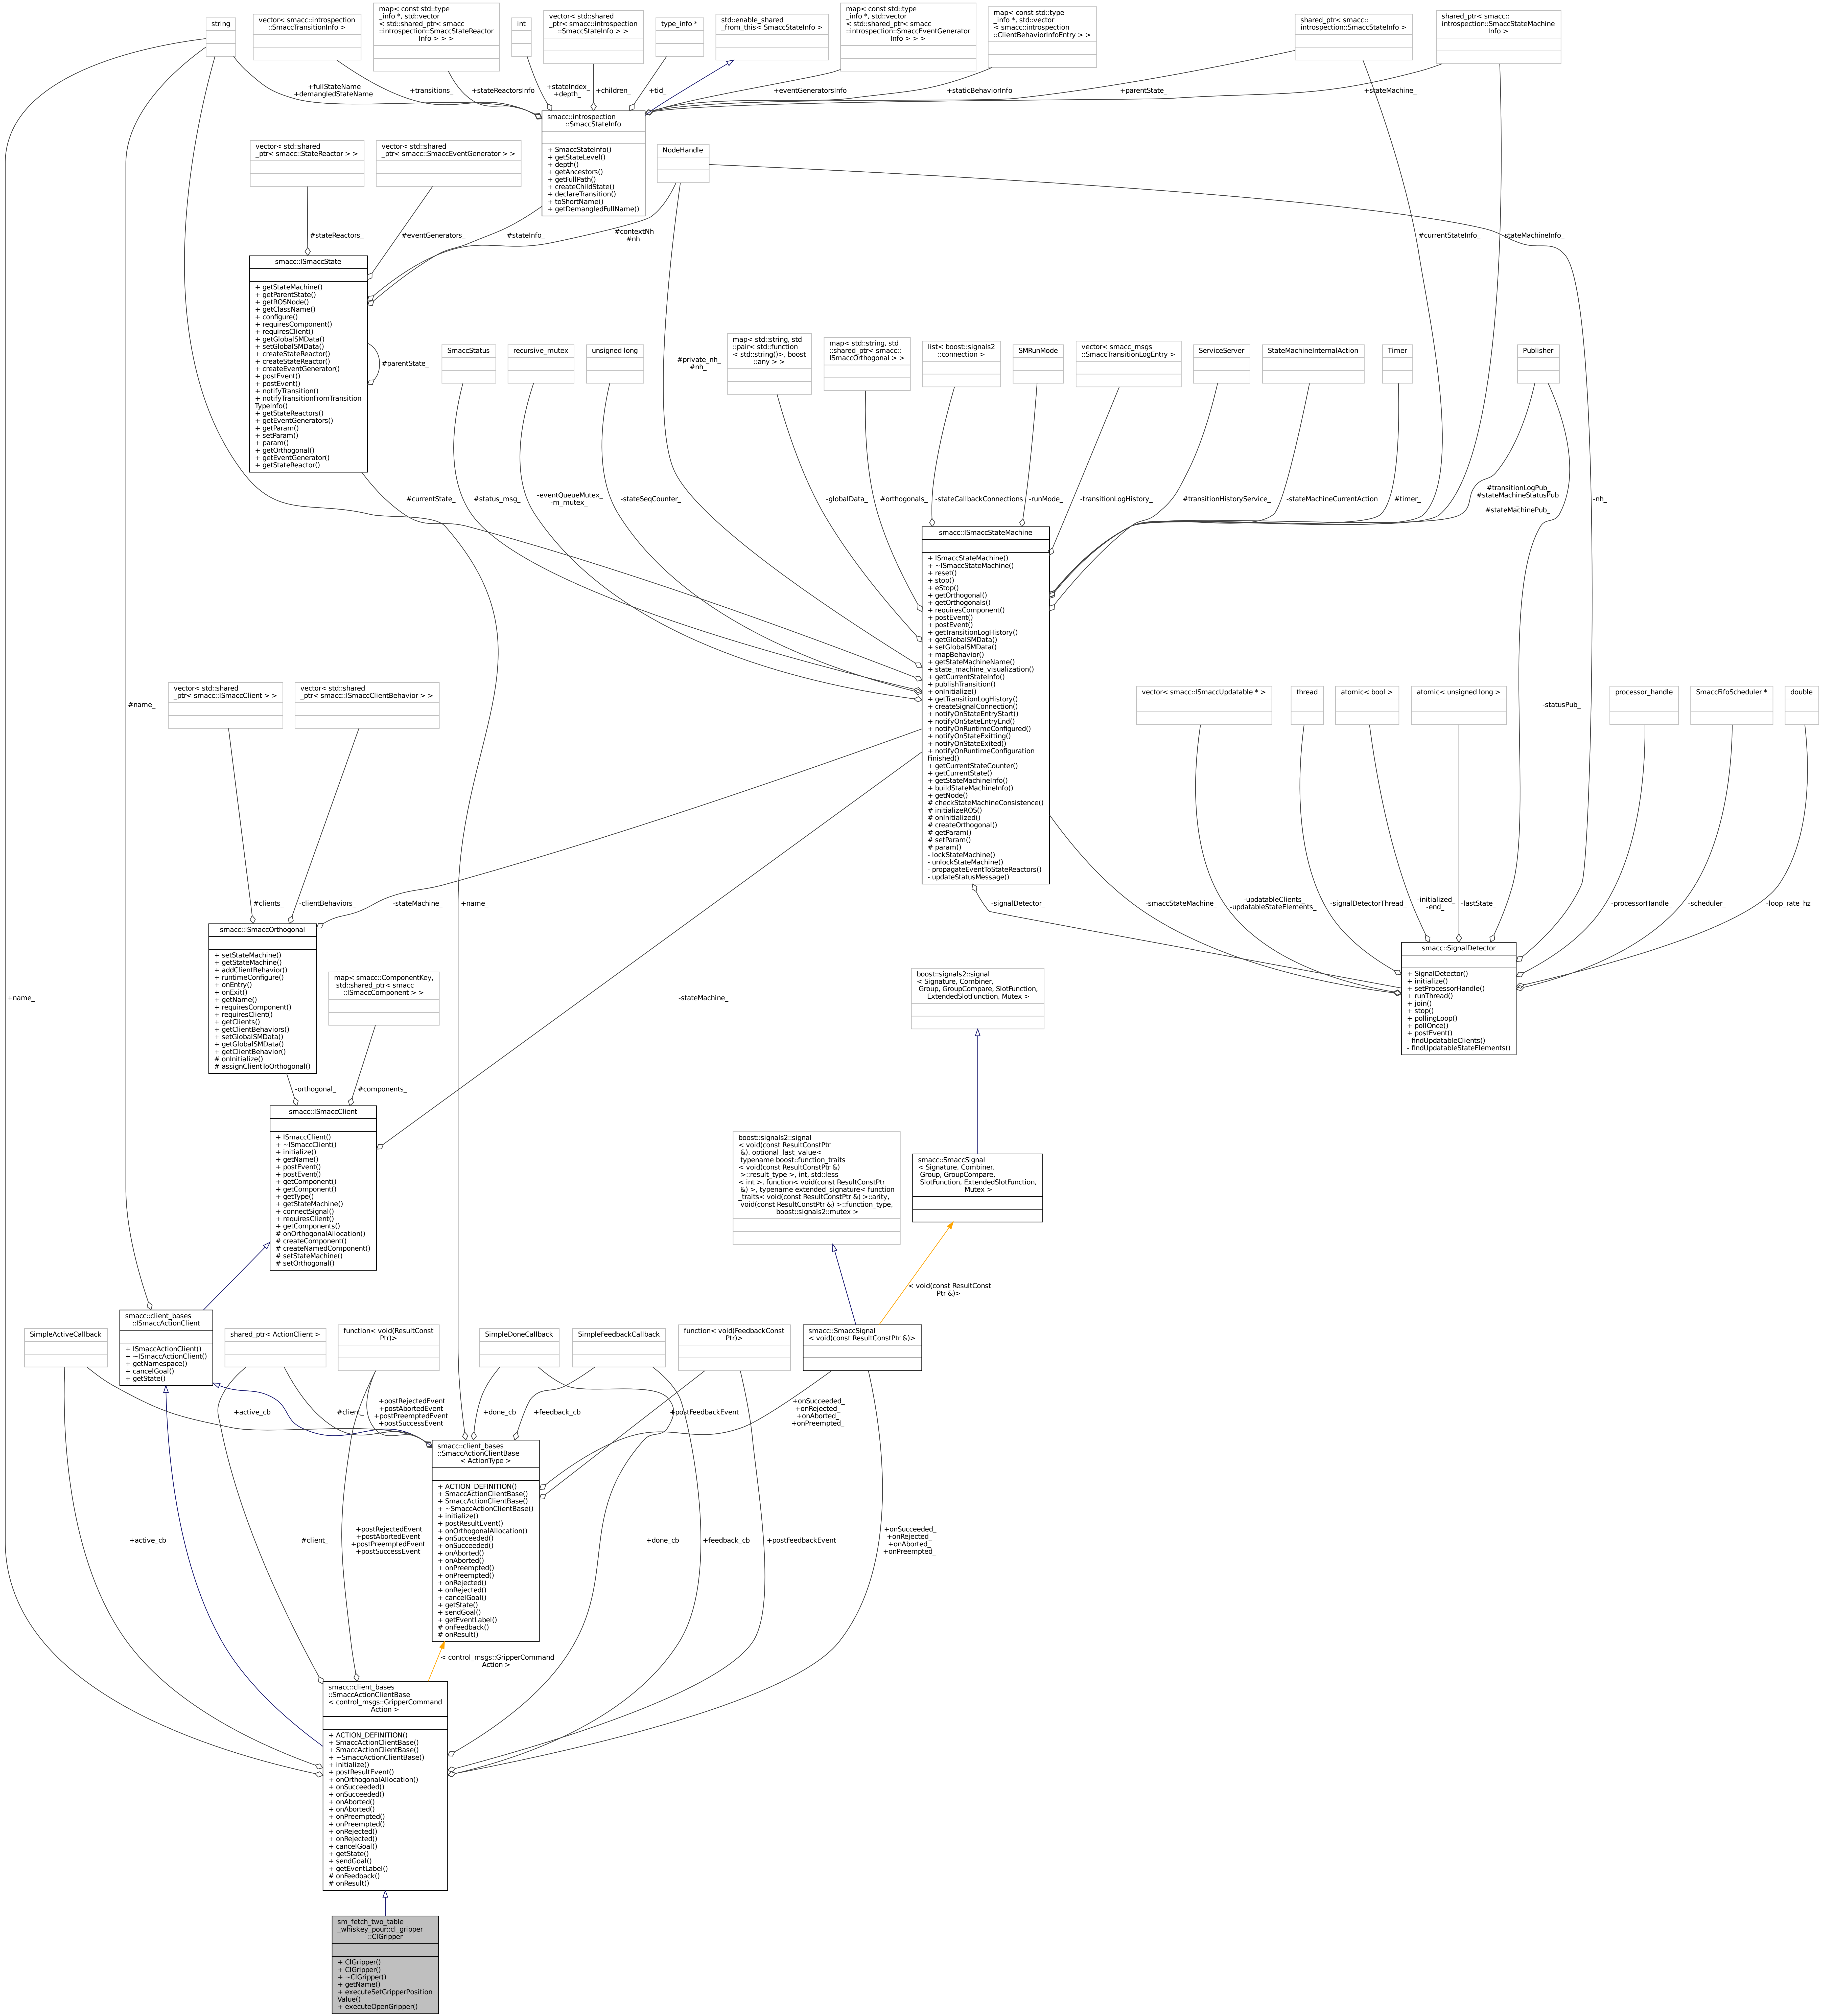 string
vector< smacc::introspection
::SmaccTransitionInfo >
map< const std::type
_info *, std::vector
< std::shared_ptr< smacc
::introspection::SmaccStateReactor
Info > > >
int
vector< std::shared
_ptr< smacc::introspection
::SmaccStateInfo > >
type_info *
std::enable_shared
_from_this< SmaccStateInfo >
map< const std::type
_info *, std::vector
< std::shared_ptr< smacc
::introspection::SmaccEventGenerator
Info > > >
map< const std::type
_info *, std::vector
< smacc::introspection
::ClientBehaviorInfoEntry > >
shared_ptr< smacc::
introspection::SmaccStateInfo >
shared_ptr< smacc::
introspection::SmaccStateMachine
Info >
+fullStateName
+demangledStateName
+transitions_
+stateReactorsInfo
+stateIndex_
+depth_
+children_
+tid_
+eventGeneratorsInfo
+staticBehaviorInfo
+parentState_
+stateMachine_
smacc::introspection
::SmaccStateInfo
+ SmaccStateInfo()
+ getStateLevel()
+ depth()
+ getAncestors()
+ getFullPath()
+ createChildState()
+ declareTransition()
+ toShortName()
+ getDemangledFullName()
vector< std::shared
_ptr< smacc::StateReactor > >
vector< std::shared
_ptr< smacc::SmaccEventGenerator > >
NodeHandle
#stateReactors_
#eventGenerators_
#stateInfo_
#contextNh
#nh
#currentStateInfo_
-stateMachineInfo_
smacc::ISmaccState
+ getStateMachine()
+ getParentState()
+ getROSNode()
+ getClassName()
+ configure()
+ requiresComponent()
+ requiresClient()
+ getGlobalSMData()
+ setGlobalSMData()
+ createStateReactor()
+ createStateReactor()
+ createEventGenerator()
+ postEvent()
+ postEvent()
+ notifyTransition()
+ notifyTransitionFromTransition
TypeInfo()
+ getStateReactors()
+ getEventGenerators()
+ getParam()
+ setParam()
+ param()
+ getOrthogonal()
+ getEventGenerator()
+ getStateReactor()
#parentState_
SmaccStatus
recursive_mutex
unsigned long
#private_nh_
#nh_
map< std::string, std
::pair< std::function
< std::string()>, boost
::any > >
map< std::string, std
::shared_ptr< smacc::
ISmaccOrthogonal > >
list< boost::signals2
::connection >
SMRunMode
vector< smacc_msgs
::SmaccTransitionLogEntry >
ServiceServer
StateMachineInternalAction
Timer
Publisher
#currentState_
#status_msg_
-eventQueueMutex_
-m_mutex_
-stateSeqCounter_
-globalData_
#orthogonals_
-stateCallbackConnections
-runMode_
-transitionLogHistory_
#transitionHistoryService_
-stateMachineCurrentAction
#timer_
#transitionLogPub_
#stateMachineStatusPub
_
#stateMachinePub_
-nh_
smacc::ISmaccStateMachine
+ ISmaccStateMachine()
+ ~ISmaccStateMachine()
+ reset()
+ stop()
+ eStop()
+ getOrthogonal()
+ getOrthogonals()
+ requiresComponent()
+ postEvent()
+ postEvent()
+ getTransitionLogHistory()
+ getGlobalSMData()
+ setGlobalSMData()
+ mapBehavior()
+ getStateMachineName()
+ state_machine_visualization()
+ getCurrentStateInfo()
+ publishTransition()
+ onInitialize()
+ getTransitionLogHistory()
+ createSignalConnection()
+ notifyOnStateEntryStart()
+ notifyOnStateEntryEnd()
+ notifyOnRuntimeConfigured()
+ notifyOnStateExitting()
+ notifyOnStateExited()
+ notifyOnRuntimeConfiguration
Finished()
+ getCurrentStateCounter()
+ getCurrentState()
+ getStateMachineInfo()
+ buildStateMachineInfo()
+ getNode()
# checkStateMachineConsistence()
# initializeROS()
# onInitialized()
# createOrthogonal()
# getParam()
# setParam()
# param()
- lockStateMachine()
- unlockStateMachine()
- propagateEventToStateReactors()
- updateStatusMessage()
#name_
vector< std::shared
_ptr< smacc::ISmaccClient > >
vector< std::shared
_ptr< smacc::ISmaccClientBehavior > >
vector< smacc::ISmaccUpdatable * >
thread
atomic< bool >
atomic< unsigned long >
processor_handle
SmaccFifoScheduler *
double
-statusPub_
#clients_
-clientBehaviors_
-stateMachine_
+name_
-signalDetector_
-smaccStateMachine_
-updatableClients_
-updatableStateElements_
-signalDetectorThread_
-initialized_
-end_
-lastState_
-processorHandle_
-scheduler_
-loop_rate_hz
smacc::ISmaccOrthogonal
+ setStateMachine()
+ getStateMachine()
+ addClientBehavior()
+ runtimeConfigure()
+ onEntry()
+ onExit()
+ getName()
+ requiresComponent()
+ requiresClient()
+ getClients()
+ getClientBehaviors()
+ setGlobalSMData()
+ getGlobalSMData()
+ getClientBehavior()
# onInitialize()
# assignClientToOrthogonal()
smacc::SignalDetector
+ SignalDetector()
+ initialize()
+ setProcessorHandle()
+ runThread()
+ join()
+ stop()
+ pollingLoop()
+ pollOnce()
+ postEvent()
- findUpdatableClients()
- findUpdatableStateElements()
map< smacc::ComponentKey,
std::shared_ptr< smacc
::ISmaccComponent > >
boost::signals2::signal
< Signature, Combiner,
Group, GroupCompare, SlotFunction,
ExtendedSlotFunction, Mutex >
+name_
-stateMachine_
-orthogonal_
#components_
smacc::ISmaccClient
+ ISmaccClient()
+ ~ISmaccClient()
+ initialize()
+ getName()
+ postEvent()
+ postEvent()
+ getComponent()
+ getComponent()
+ getType()
+ getStateMachine()
+ connectSignal()
+ requiresClient()
+ getComponents()
# onOrthogonalAllocation()
# createComponent()
# createNamedComponent()
# setStateMachine()
# setOrthogonal()
boost::signals2::signal
< void(const ResultConstPtr
&), optional_last_value<
typename boost::function_traits
< void(const ResultConstPtr &)
>::result_type >, int, std::less
< int >, function< void(const ResultConstPtr
&) >, typename extended_signature< function
_traits< void(const ResultConstPtr &) >::arity,
void(const ResultConstPtr &) >::function_type,
boost::signals2::mutex >
smacc::SmaccSignal
< Signature, Combiner,
Group, GroupCompare,
SlotFunction, ExtendedSlotFunction,
Mutex >
< void(const ResultConst
Ptr &)>
smacc::client_bases
::ISmaccActionClient
+ ISmaccActionClient()
+ ~ISmaccActionClient()
+ getNamespace()
+ cancelGoal()
+ getState()
SimpleActiveCallback
shared_ptr< ActionClient >
function< void(ResultConst
Ptr)>
SimpleDoneCallback
SimpleFeedbackCallback
function< void(FeedbackConst
Ptr)>
smacc::SmaccSignal
< void(const ResultConstPtr &)>
+active_cb
#client_
+postRejectedEvent
+postAbortedEvent
+postPreemptedEvent
+postSuccessEvent
+done_cb
+feedback_cb
+postFeedbackEvent
+onSucceeded_
+onRejected_
+onAborted_
+onPreempted_
smacc::client_bases
::SmaccActionClientBase
< ActionType >
+ ACTION_DEFINITION()
+ SmaccActionClientBase()
+ SmaccActionClientBase()
+ ~SmaccActionClientBase()
+ initialize()
+ postResultEvent()
+ onOrthogonalAllocation()
+ onSucceeded()
+ onSucceeded()
+ onAborted()
+ onAborted()
+ onPreempted()
+ onPreempted()
+ onRejected()
+ onRejected()
+ cancelGoal()
+ getState()
+ sendGoal()
+ getEventLabel()
# onFeedback()
# onResult()
+active_cb
#client_
+postRejectedEvent
+postAbortedEvent
+postPreemptedEvent
+postSuccessEvent
+done_cb
+feedback_cb
+postFeedbackEvent
+onSucceeded_
+onRejected_
+onAborted_
+onPreempted_
< control_msgs::GripperCommand
Action >
smacc::client_bases
::SmaccActionClientBase
< control_msgs::GripperCommand
Action >
+ ACTION_DEFINITION()
+ SmaccActionClientBase()
+ SmaccActionClientBase()
+ ~SmaccActionClientBase()
+ initialize()
+ postResultEvent()
+ onOrthogonalAllocation()
+ onSucceeded()
+ onSucceeded()
+ onAborted()
+ onAborted()
+ onPreempted()
+ onPreempted()
+ onRejected()
+ onRejected()
+ cancelGoal()
+ getState()
+ sendGoal()
+ getEventLabel()
# onFeedback()
# onResult()
sm_fetch_two_table
_whiskey_pour::cl_gripper
::ClGripper
+ ClGripper()
+ ClGripper()
+ ~ClGripper()
+ getName()
+ executeSetGripperPosition
Value()
+ executeOpenGripper()